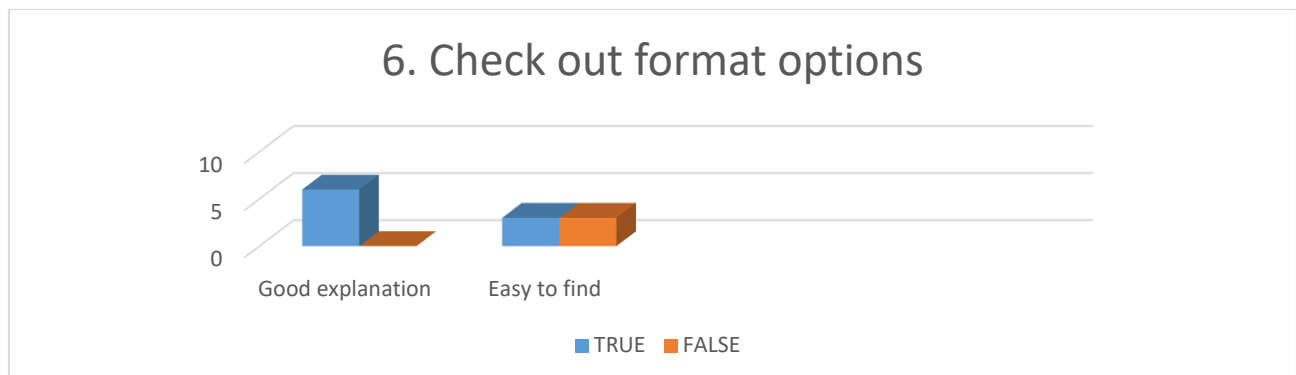 6. Check out format options
10
5
0
Good explanation Easy to find
TRUE FALSE